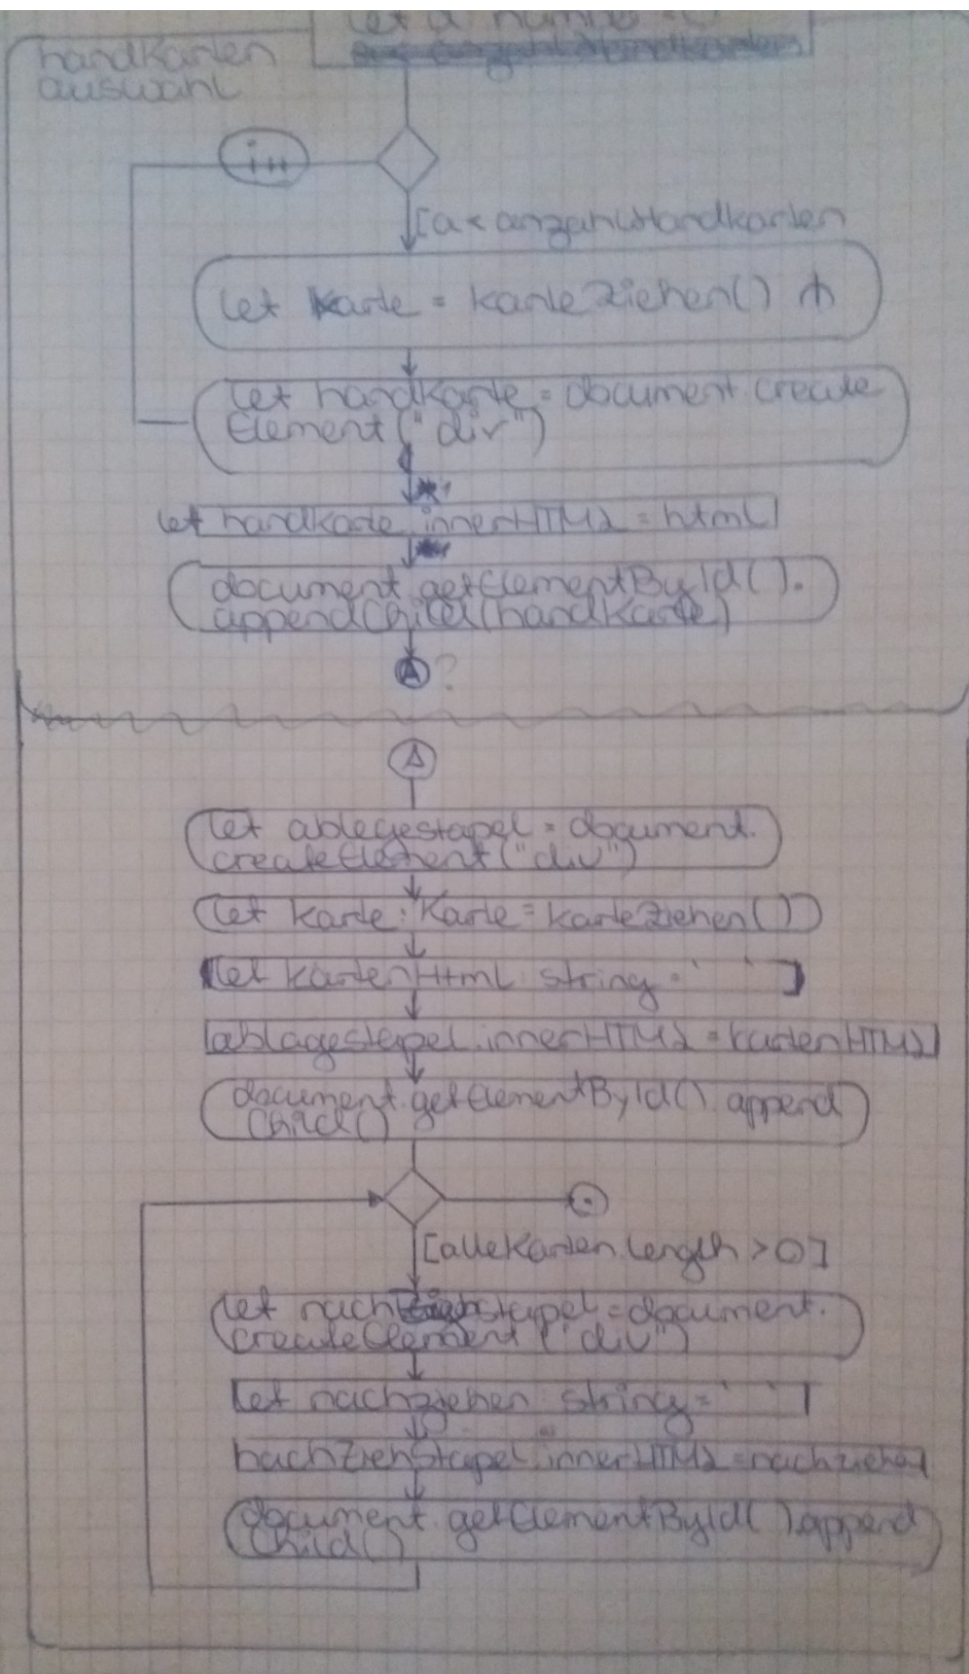 let a numbe = 0
handkarten
auswahl
i++
[a < anzahlHandkarten
let Karte = karteZiehen() ⋔
let handkarte = document.create
Element("div")
let handkarte.innerHTML = html
document.getElementById().
appendChild(handKarte)
A?
A
let ablegestapel = document.
createElement("div")
let Karte: Karte = karteZiehen()
let kartenHtml string = ` `
ablagestapel.innerHTML = kartenHTML
document.getElementById().append
Child()
[alleKarten.length > 0]
let nachziehstapel = document.
createElement("div")
let nachziehen string = ` `
nachZiehStapel.innerHTML = nachziehen
document.getElementById().append
Child()